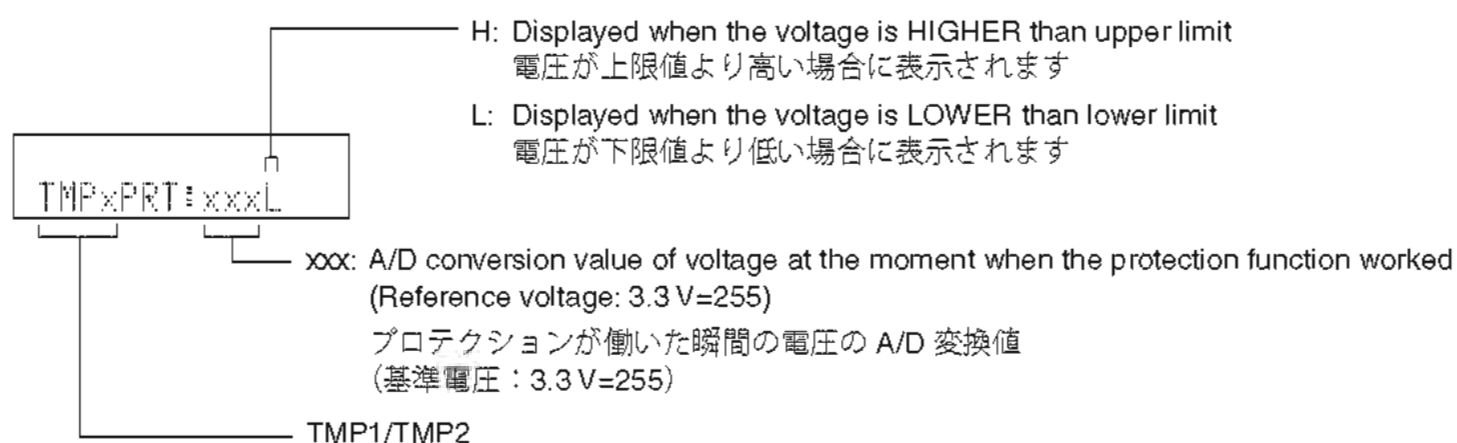 H: Displayed when the voltage is HIGHER than upper limit
電圧が上限値より高い場合に表示されます
L: Displayed when the voltage is LOWER than lower limit
電圧が下限値より低い場合に表示されます
TMPxPRT:xxxL
xxx: A/D conversion value of voltage at the moment when the protection function worked
(Reference voltage: 3.3 V=255)
プロテクションが働いた瞬間の電圧の A/D 変換値
(基準電圧:3.3 V=255)
TMP1/TMP2